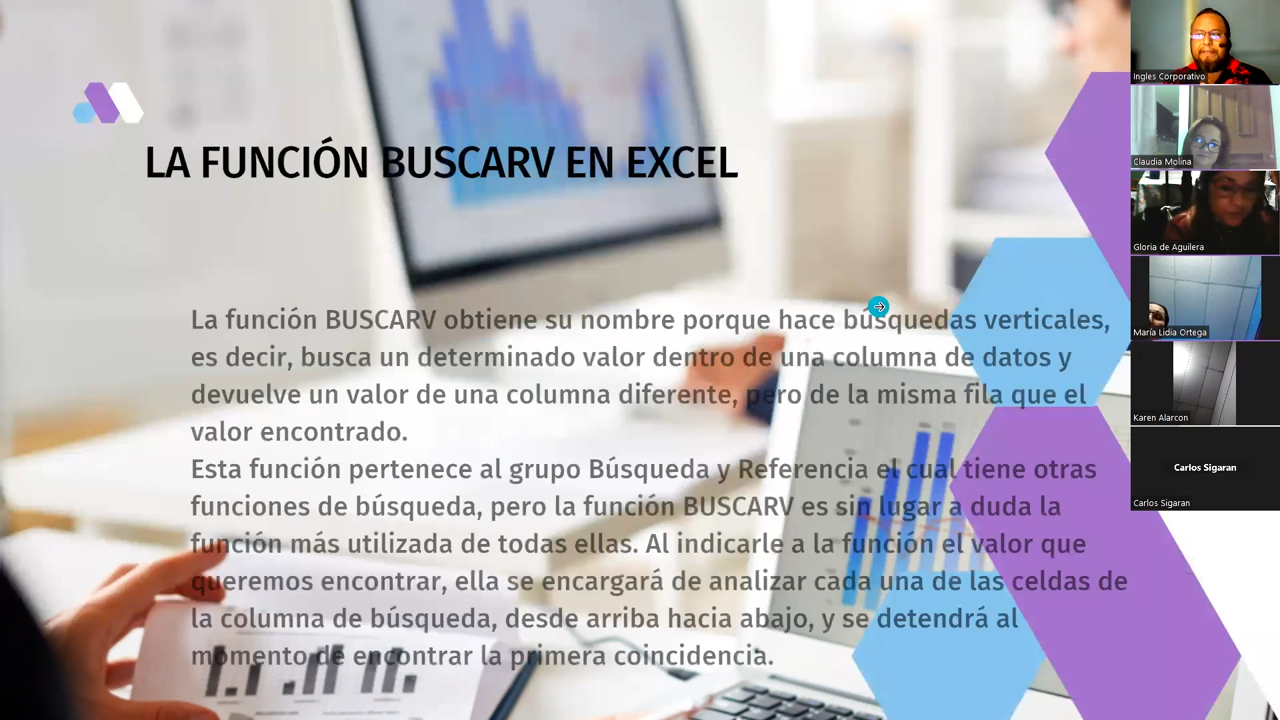 LA FUNCIÓN BUSCARV EN EXCEL
La función BUSCARV obtiene su nombre porque hace búsquedas verticales,
es decir, busca un determinado valor dentro de una columna de datos y
devuelve un valor de una columna diferente, pero de la misma fila que el
valor encontrado.
Esta función pertenece al grupo Búsqueda y Referencia el cual tiene otras
funciones de búsqueda, pero la función BUSCARV es sin lugar a duda la
función más utilizada de todas ellas. Al indicarle a la función el valor que
queremos encontrar, ella se encargará de analizar cada una de las celdas de
la columna de búsqueda, desde arriba hacia abajo, y se detendrá al
momento de encontrar la primera coincidencia.
Ingles Corporativo
Claudia Molina
Gloria de Aguilera
María Lidia Ortega
Karen Alarcon
Carlos Sigaran
Carlos Sigaran